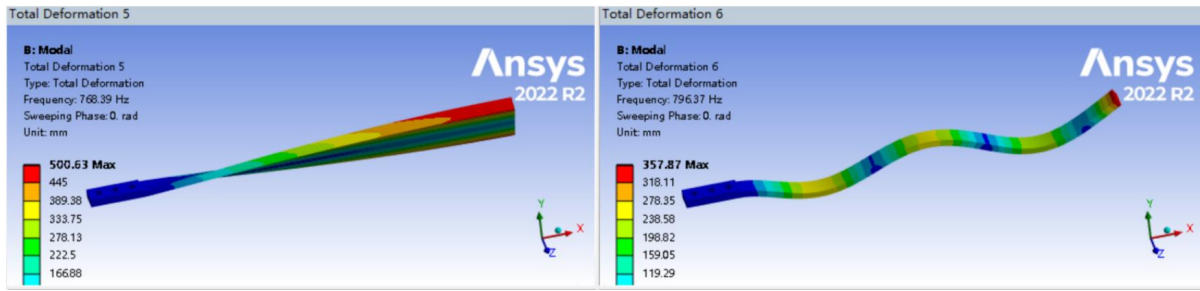 Total Deformation 5
B: Modal
Total Deformation 5
Type: Total Deformation
Frequency: 768.39 Hz
Sweeping Phase: 0. rad
Unit: mm
Ansys
2022 R2
500.63 Max
445
389.38
333.75
278.13
222.5
166.88
Y
X
Z
Total Deformation 6
B: Modal
Total Deformation 6
Type: Total Deformation
Frequency: 796.37 Hz
Sweeping Phase: 0. rad
Unit: mm
Ansys
2022 R2
357.87 Max
318.11
278.35
238.58
198.82
159.05
119.29
Y
X
Z